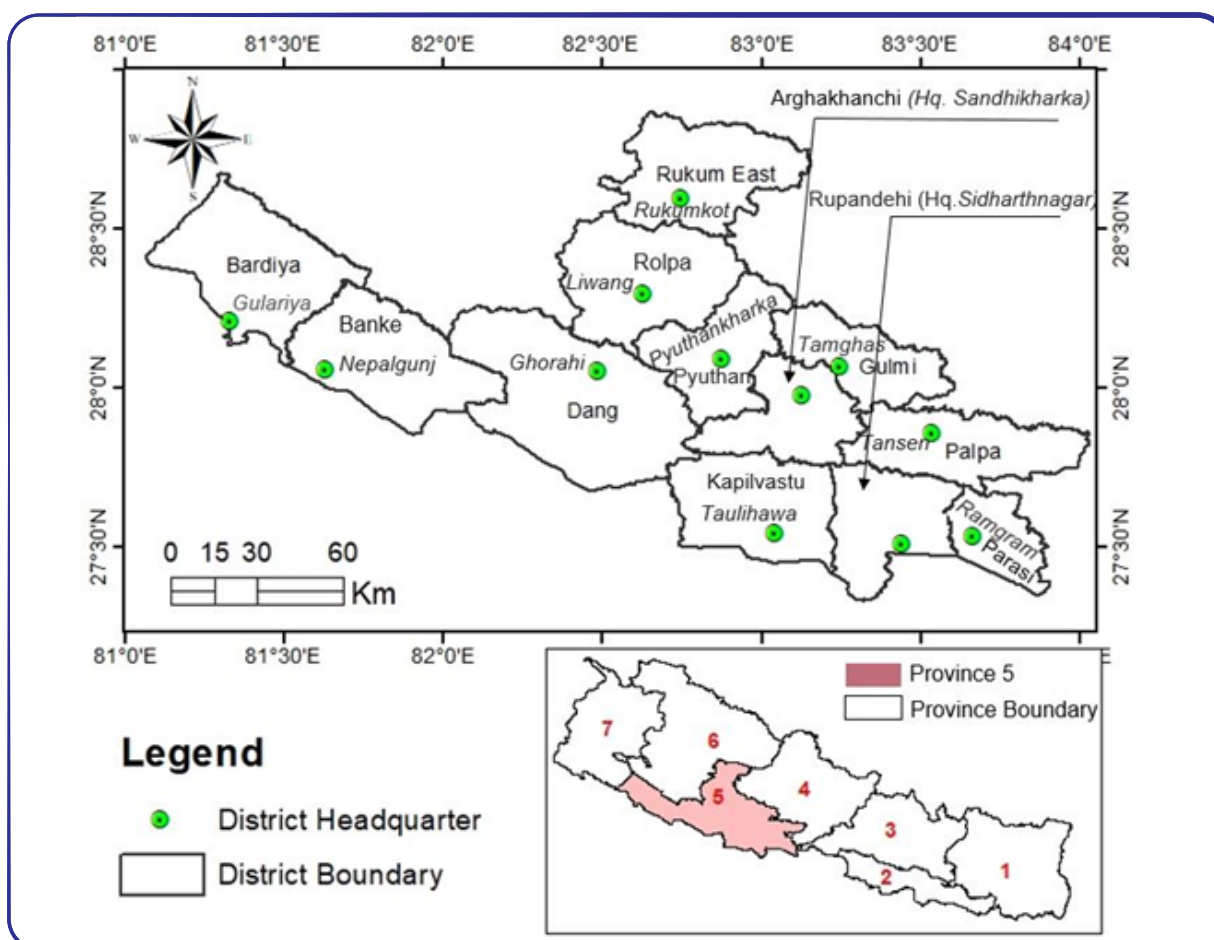 81°0'E 81°30'E 82°0'E 82°30'E 83°0'E 83°30'E 84°0'E
N
W E
S
Arghakhanchi (Hq. Sandhikharka)
Rukum East
Rukumkot
Rupandehi (Hq.Sidharthnagar)
28°30'N
28°30'N
Bardiya
Gulariya
Rolpa
Liwang
Banke
Nepalgunj
Pyuthankharka
Pyuthan
Tamghas
Gulmi
Ghorahi
Dang
28°0'N
28°0'N
Tansen
Palpa
Kapilvastu
Taulihawa
Ramgram
Parasi
27°30'N
27°30'N
0 15 30 60
Km
81°0'E 81°30'E 82°0'E
E
Legend
District Headquarter
District Boundary
Province 5
Province Boundary
7
6
5
4
3
2
1